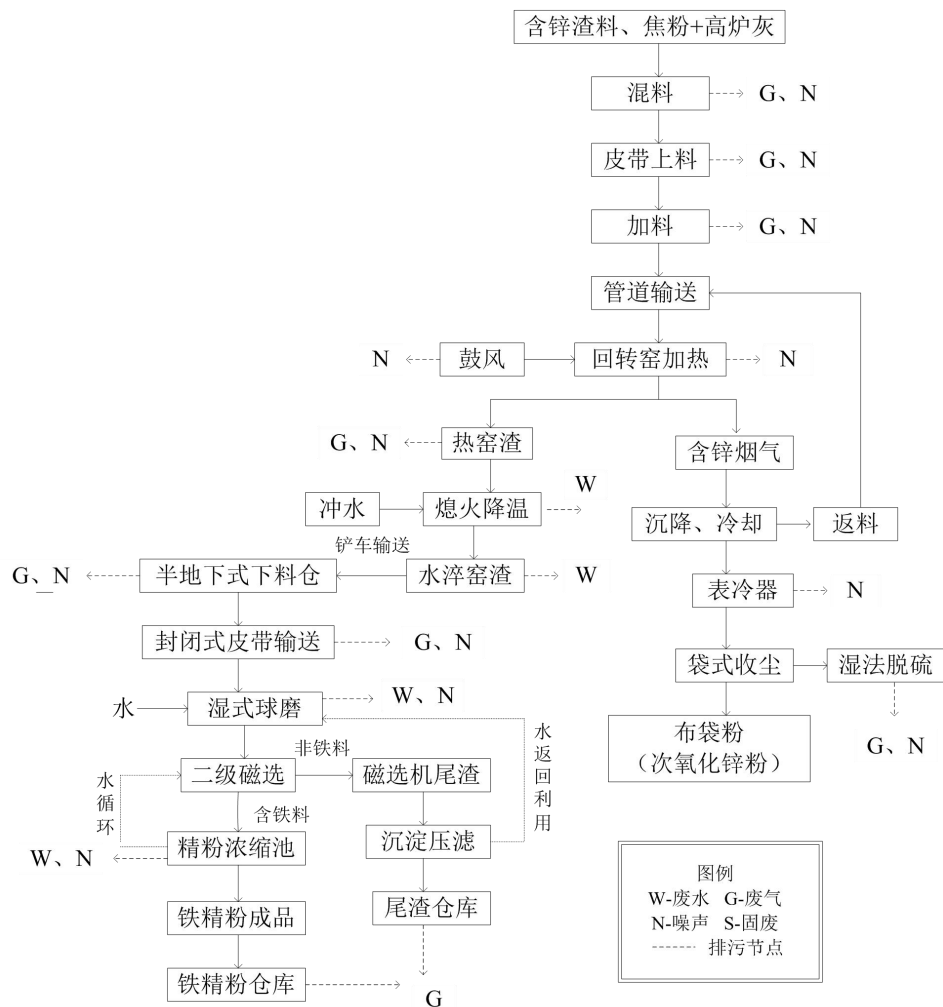 含锌渣料、焦粉+高炉灰
混料
G、N
皮带上料
G、N
加料
G、N
管道输送
N
鼓风
回转窑加热
N
G、N
热窑渣
含锌烟气
W
冲水
熄火降温
沉降、冷却
返料
铲车输送
G、N
半地下式下料仓
水淬窑渣
W
表冷器
N
封闭式皮带输送
G、N
袋式收尘
湿法脱硫
水
湿式球磨
W、N
水返回利用
布袋粉
（次氧化锌粉）
G、N
非铁料
水循环
二级磁选
磁选机尾渣
含铁料
W、N
精粉浓缩池
沉淀压滤
铁精粉成品
尾渣仓库
铁精粉仓库
G
图例
W-废水 G-废气
N-噪声 S-固废
排污节点